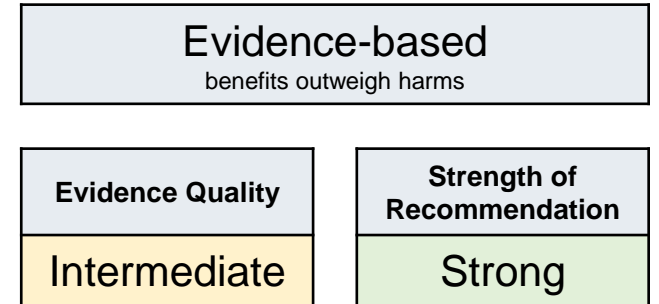 Evidence-based
benefits outweigh harms
Evidence Quality
Intermediate
Strength of
Recommendation
Strong